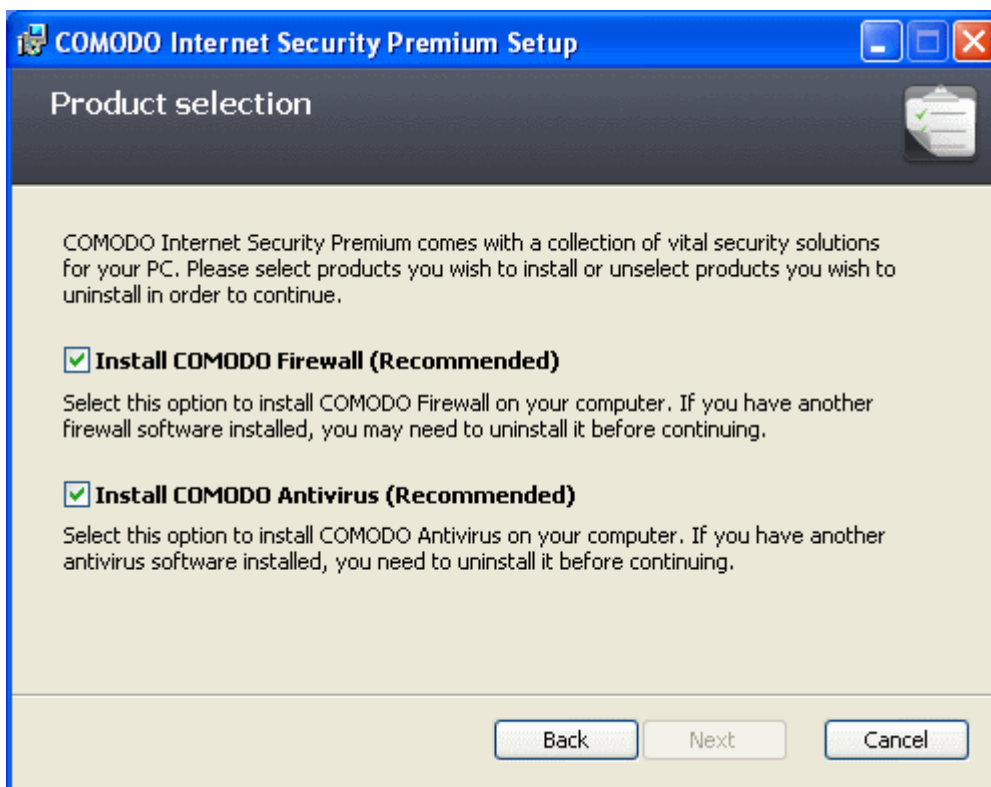 COMODO Internet Security Premium Setup
Product selection
COMODO Internet Security Premium comes with a collection of vital security solutions
for your PC. Please select products you wish to install or unselect products you wish to
uninstall in order to continue.
Install COMODO Firewall (Recommended)
Select this option to install COMODO Firewall on your computer. If you have another
firewall software installed, you may need to uninstall it before continuing.
Install COMODO Antivirus (Recommended)
Select this option to install COMODO Antivirus on your computer. If you have another
antivirus software installed, you need to uninstall it before continuing.
Back Next Cancel